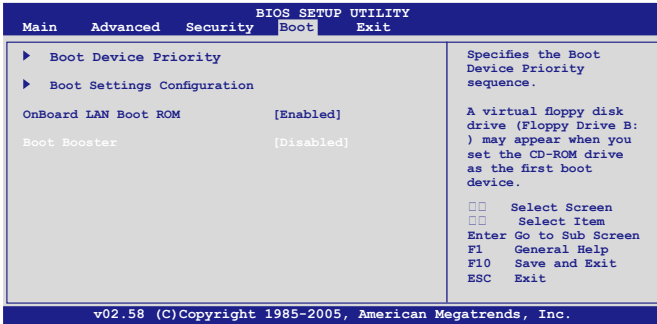 BIOS SETUP UTILITY
Main Advanced Security Boot Exit
Boot Device Priority
Boot Settings Configuration
OnBoard LAN Boot ROM [Enabled]
Boot Booster [Disabled]
Specifies the Boot
Device Priority
sequence.
A virtual floppy disk
drive (Floppy Drive B:
) may appear when you
set the CD-ROM drive
as the first boot
device.
Select Screen
Select Item
Enter Go to Sub Screen
F1 General Help
F10 Save and Exit
ESC Exit
v02.58 (C)Copyright 1985-2005, American Megatrends, Inc.